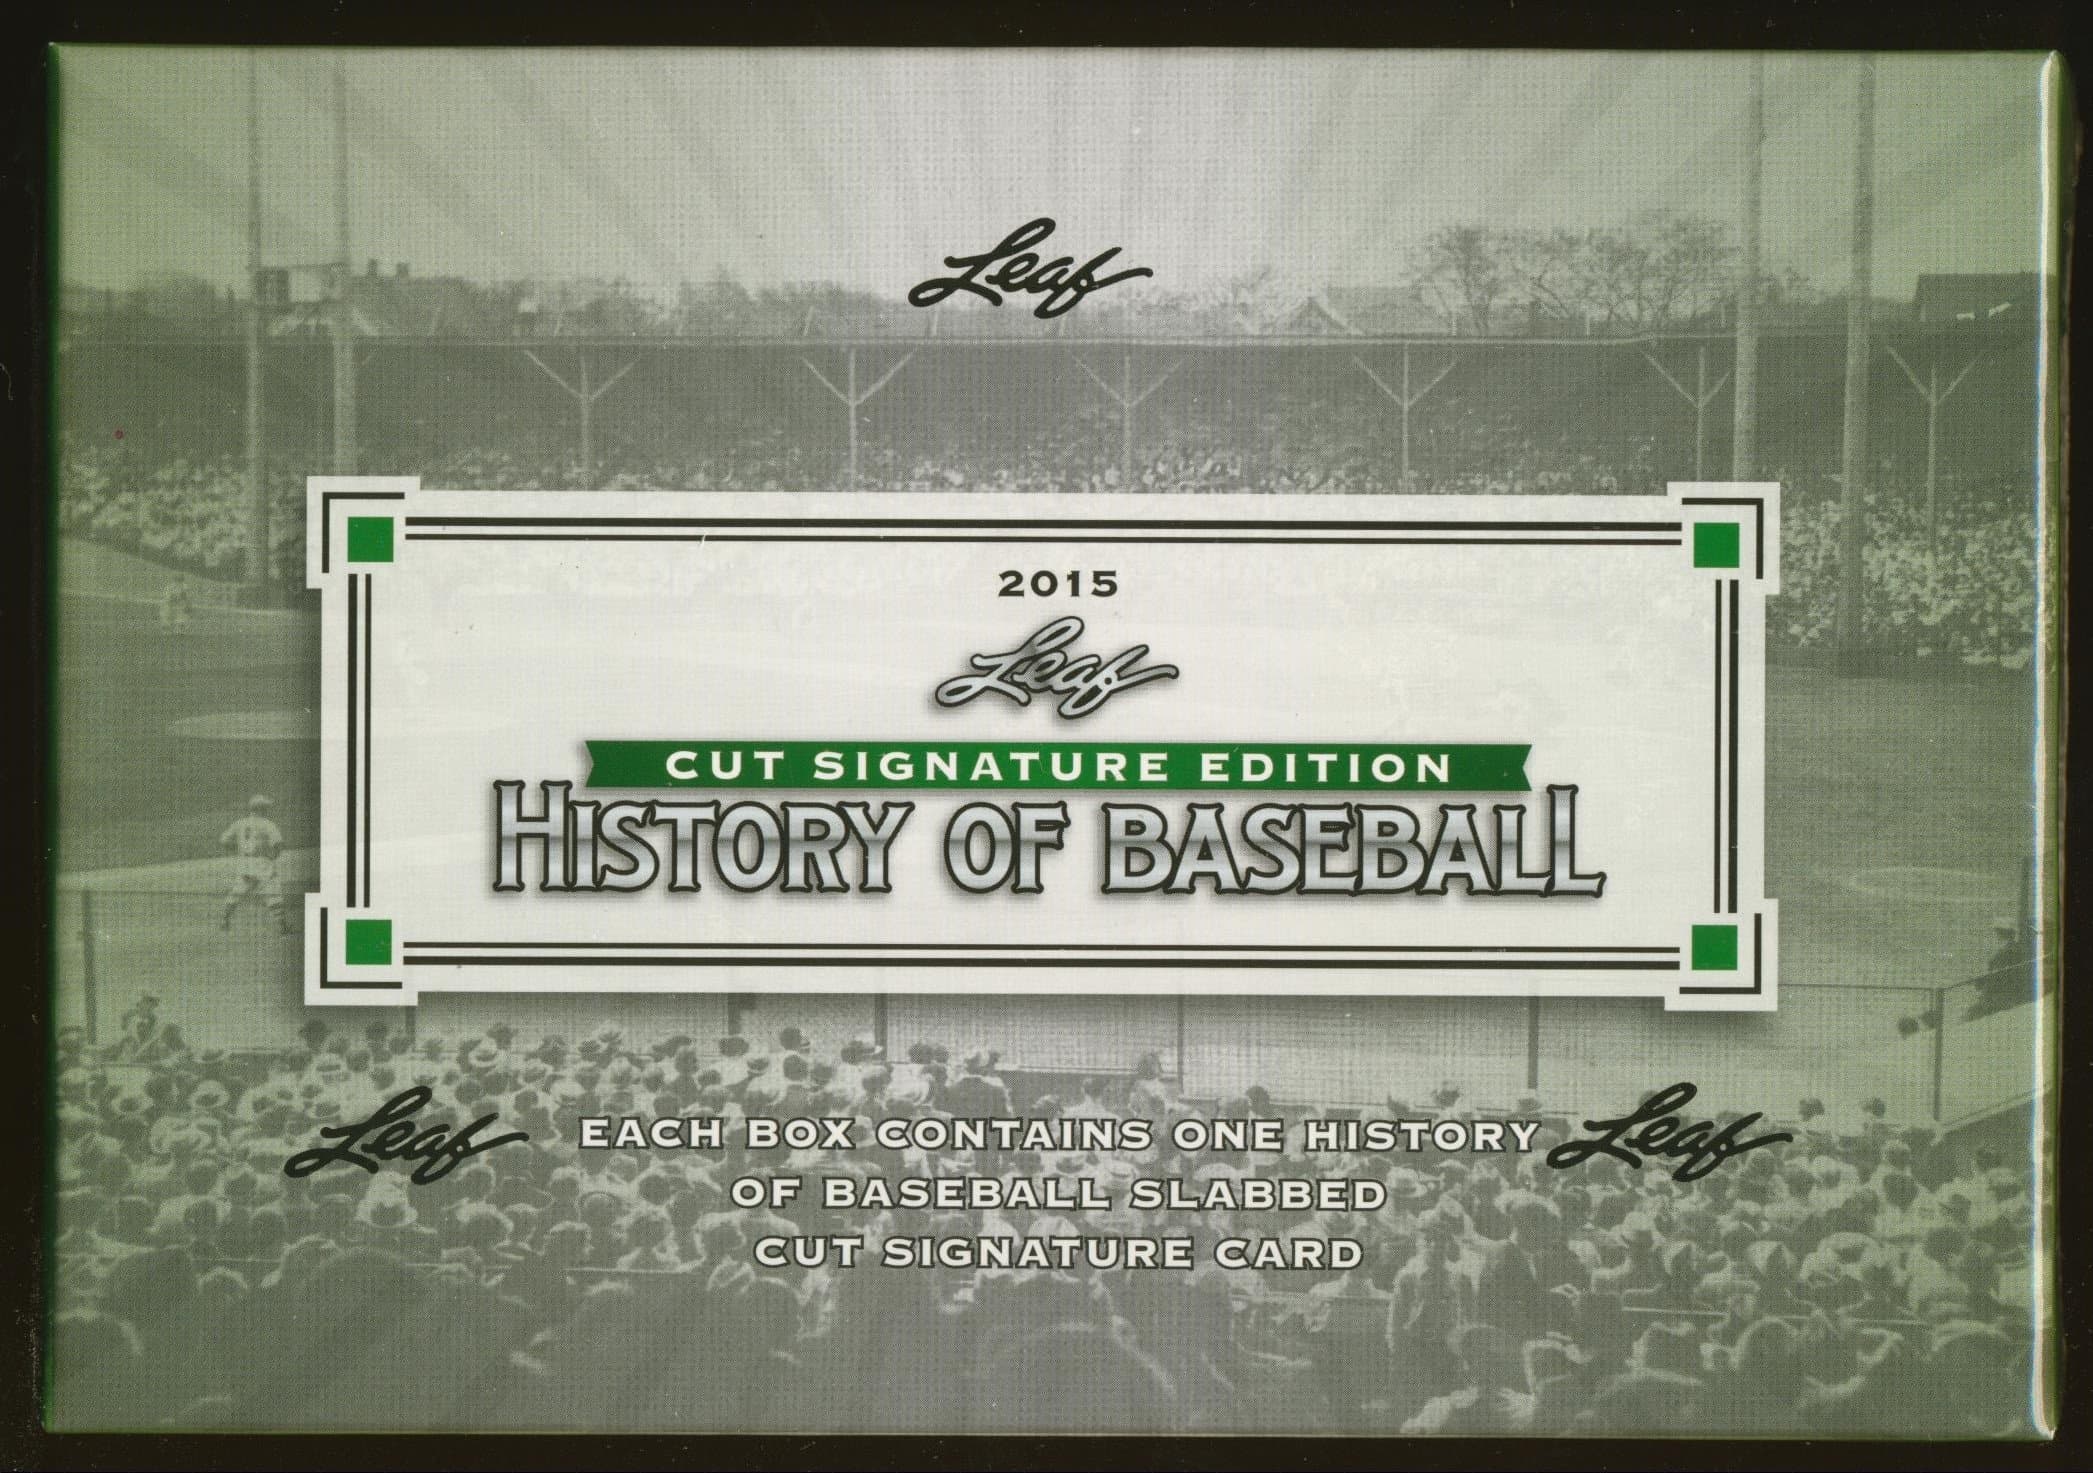 Leaf
2015
Leaf
CUT SIGNATURE EDITION
HISTORY OF BASEBALL
Leaf
EACH BOX CONTAINS ONE HISTORY
Leaf
OF BASEBALL SLABBED
CUT SIGNATURE CARD